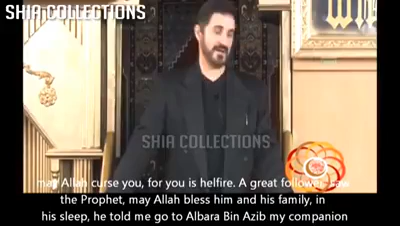 SHIA COLLECTIONS
SHIA COLLECTIONS
may Allah curse you, for you is helfire. A great follower saw
the Prophet, may Allah bless him and his family, in
his sleep, he told me go to Albara Bin Azib my companion